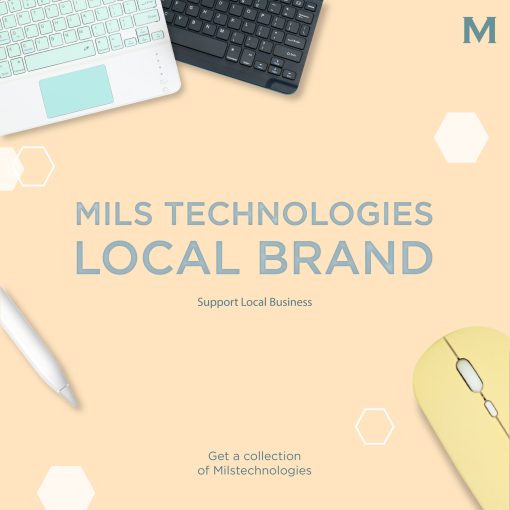 M
MILS TECHNOLOGIES
LOCAL BRAND
Support Local Business
Get a collection
of Milstechnologies